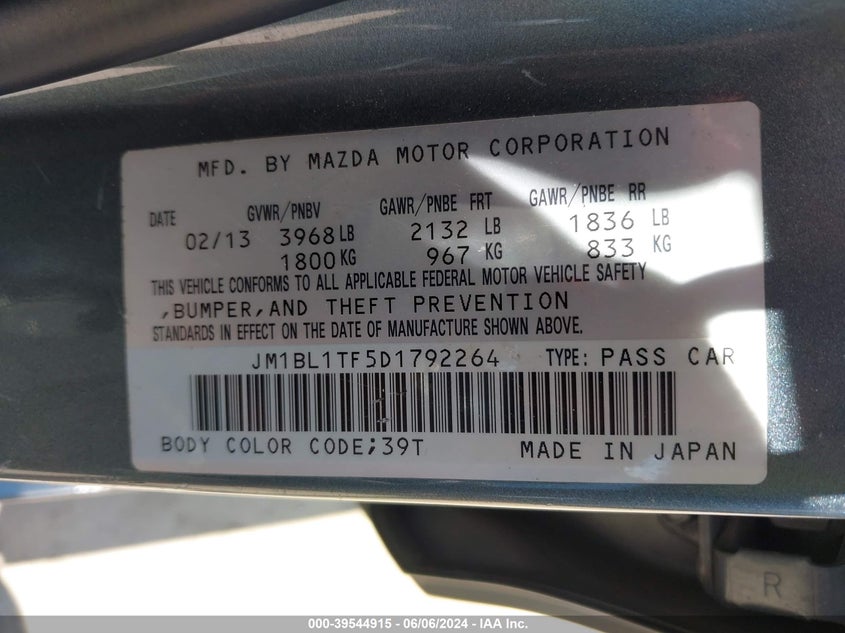 MFD. BY MAZDA MOTOR CORPORATION
DATE GVWR/PNBV GAWR/PNBE FRT GAWR/PNBE RR
02/13 3968 LB 2132 LB 1836 LB
1800 KG 967 KG 833 KG
THIS VEHICLE CONFORMS TO ALL APPLICABLE FEDERAL MOTOR VEHICLE SAFETY
,BUMPER,AND THEFT PREVENTION
STANDARDS IN EFFECT ON THE DATE OF MANUFACTURE SHOWN ABOVE.
JM1BL1TF5D1792264 TYPE: PASS CAR
BODY COLOR CODE;39T MADE IN JAPAN
R
000-39544915 / 06/06/2024 - IAA Inc.